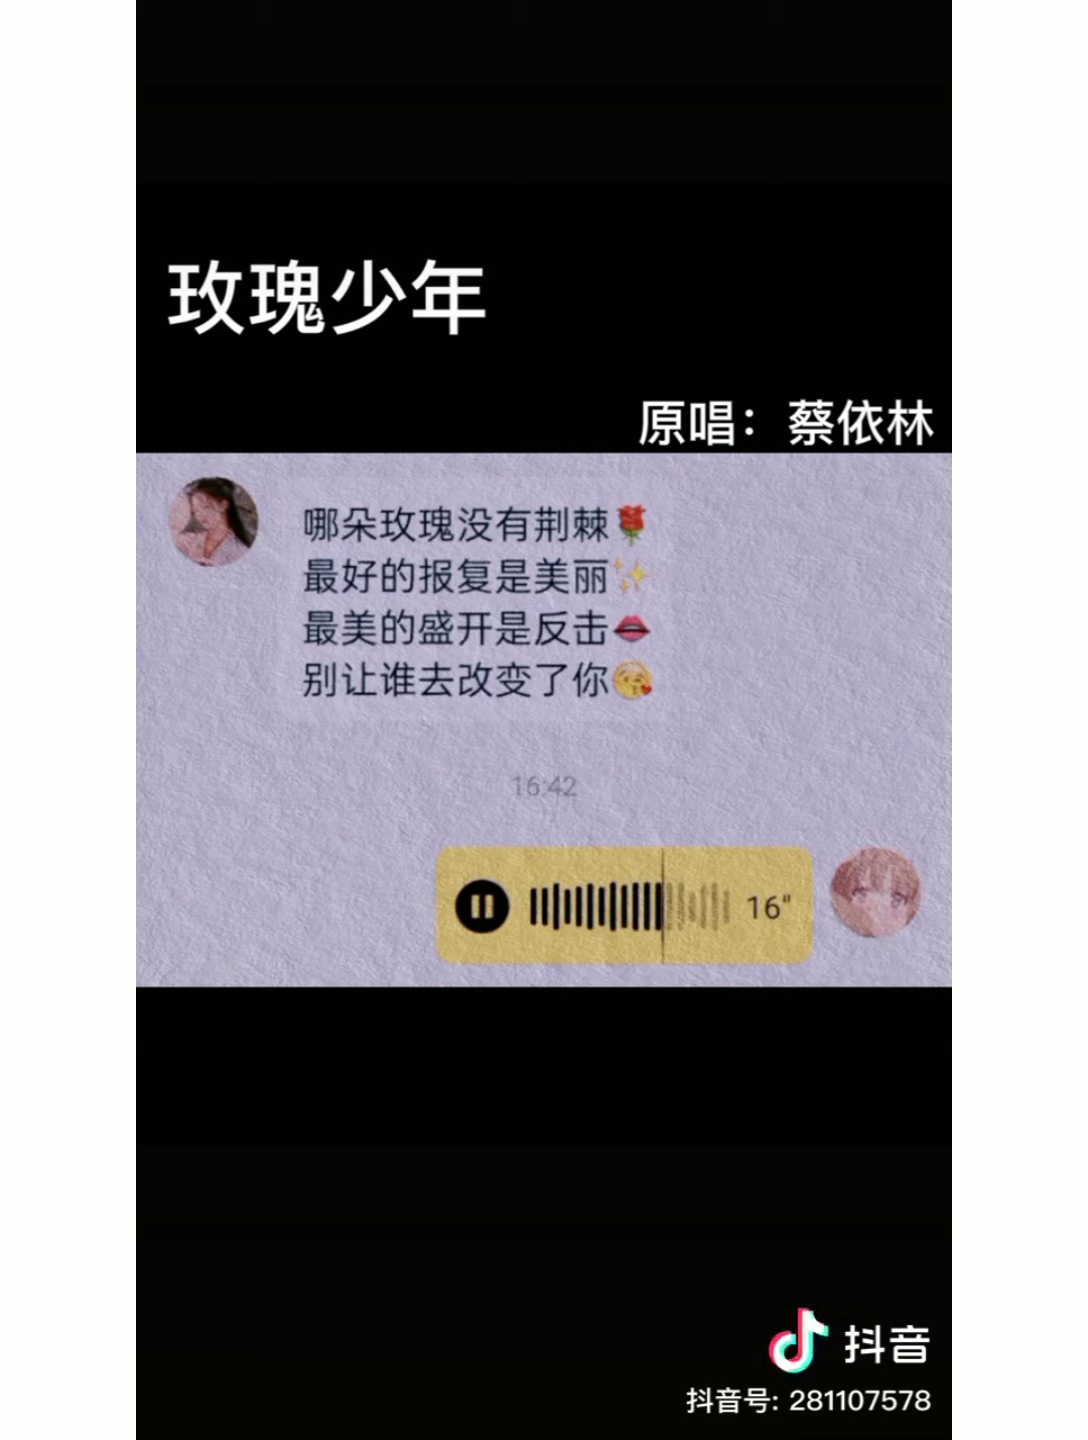 玫瑰少年
原唱：蔡依林
哪朵玫瑰没有荆棘🌹
最好的报复是美丽✨
最美的盛开是反击👄
别让谁去改变了你😘
16:42
16"
抖音
抖音号: 281107578